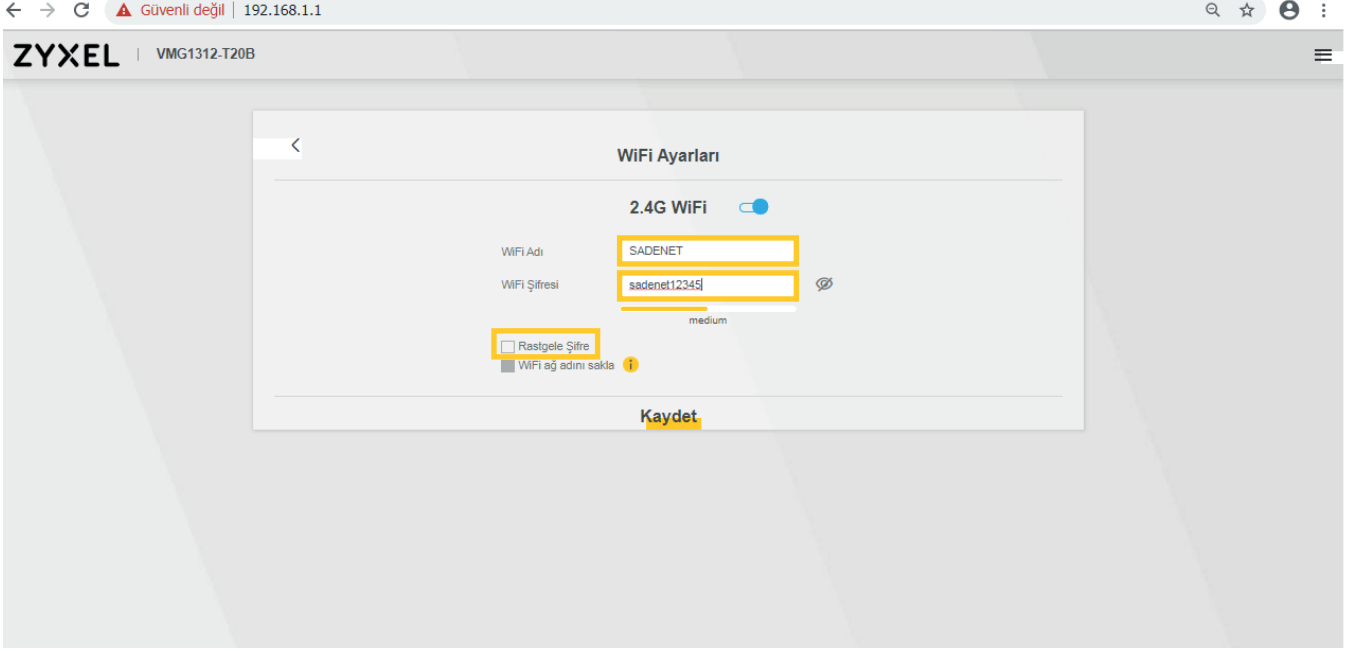 Güvenli değil | 192.168.1.1
ZYXEL | VMG1312-T20B
WiFi Ayarları
2.4G WiFi
WiFi Adı SADENET
WiFi Şifresi sadenet12345
medium
Rastgele Şifre
WiFi ağ adını sakla i
Kaydet